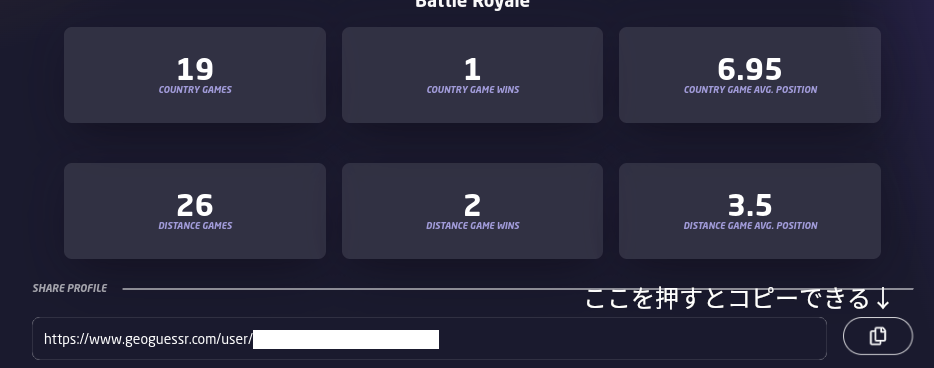 Battle Royale
19
COUNTRY GAMES
1
COUNTRY GAME WINS
6.95
COUNTRY GAME AVG. POSITION
26
DISTANCE GAMES
2
DISTANCE GAME WINS
3.5
DISTANCE GAME AVG. POSITION
SHARE PROFILE
ここを押すとコピーできる↓
https://www.geoguessr.com/user/